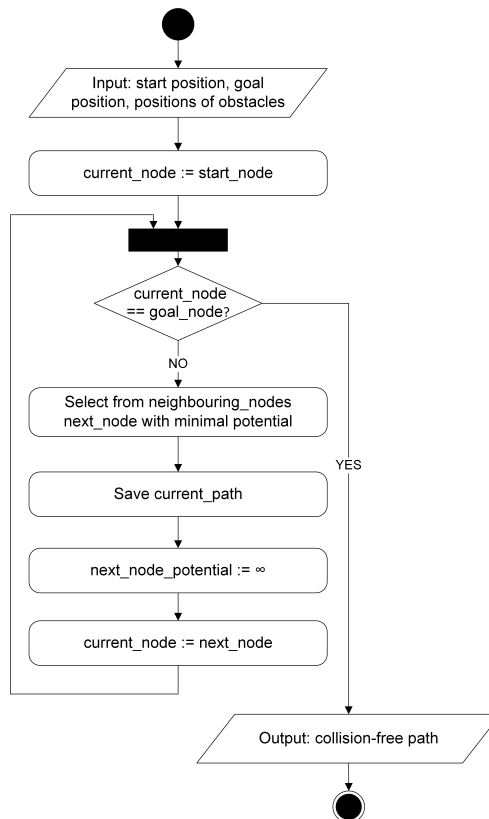 Input: start position, goal
position, positions of obstacles
current_node := start_node
current_node
== goal_node?
NO
Select from neighbouring_nodes
next_node with minimal potential
YES
Save current_path
next_node_potential := ∞
current_node := next_node
Output: collision-free path